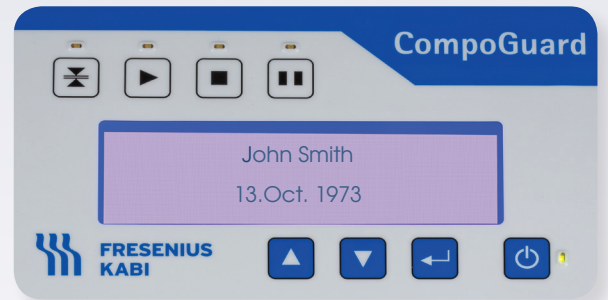 CompoGuard
John Smith
13.Oct. 1973
FRESENIUS
KABI